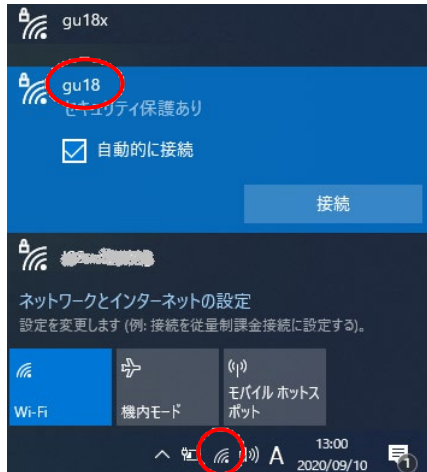 gu18x
gu18
セキュリティ保護あり
自動的に接続
接続
ネットワークとインターネットの設定
設定を変更します (例: 接続を従量制課金接続に設定する)。
Wi-Fi
機内モード
モバイル ホットス
ポット
A
13:00
2020/09/10
1